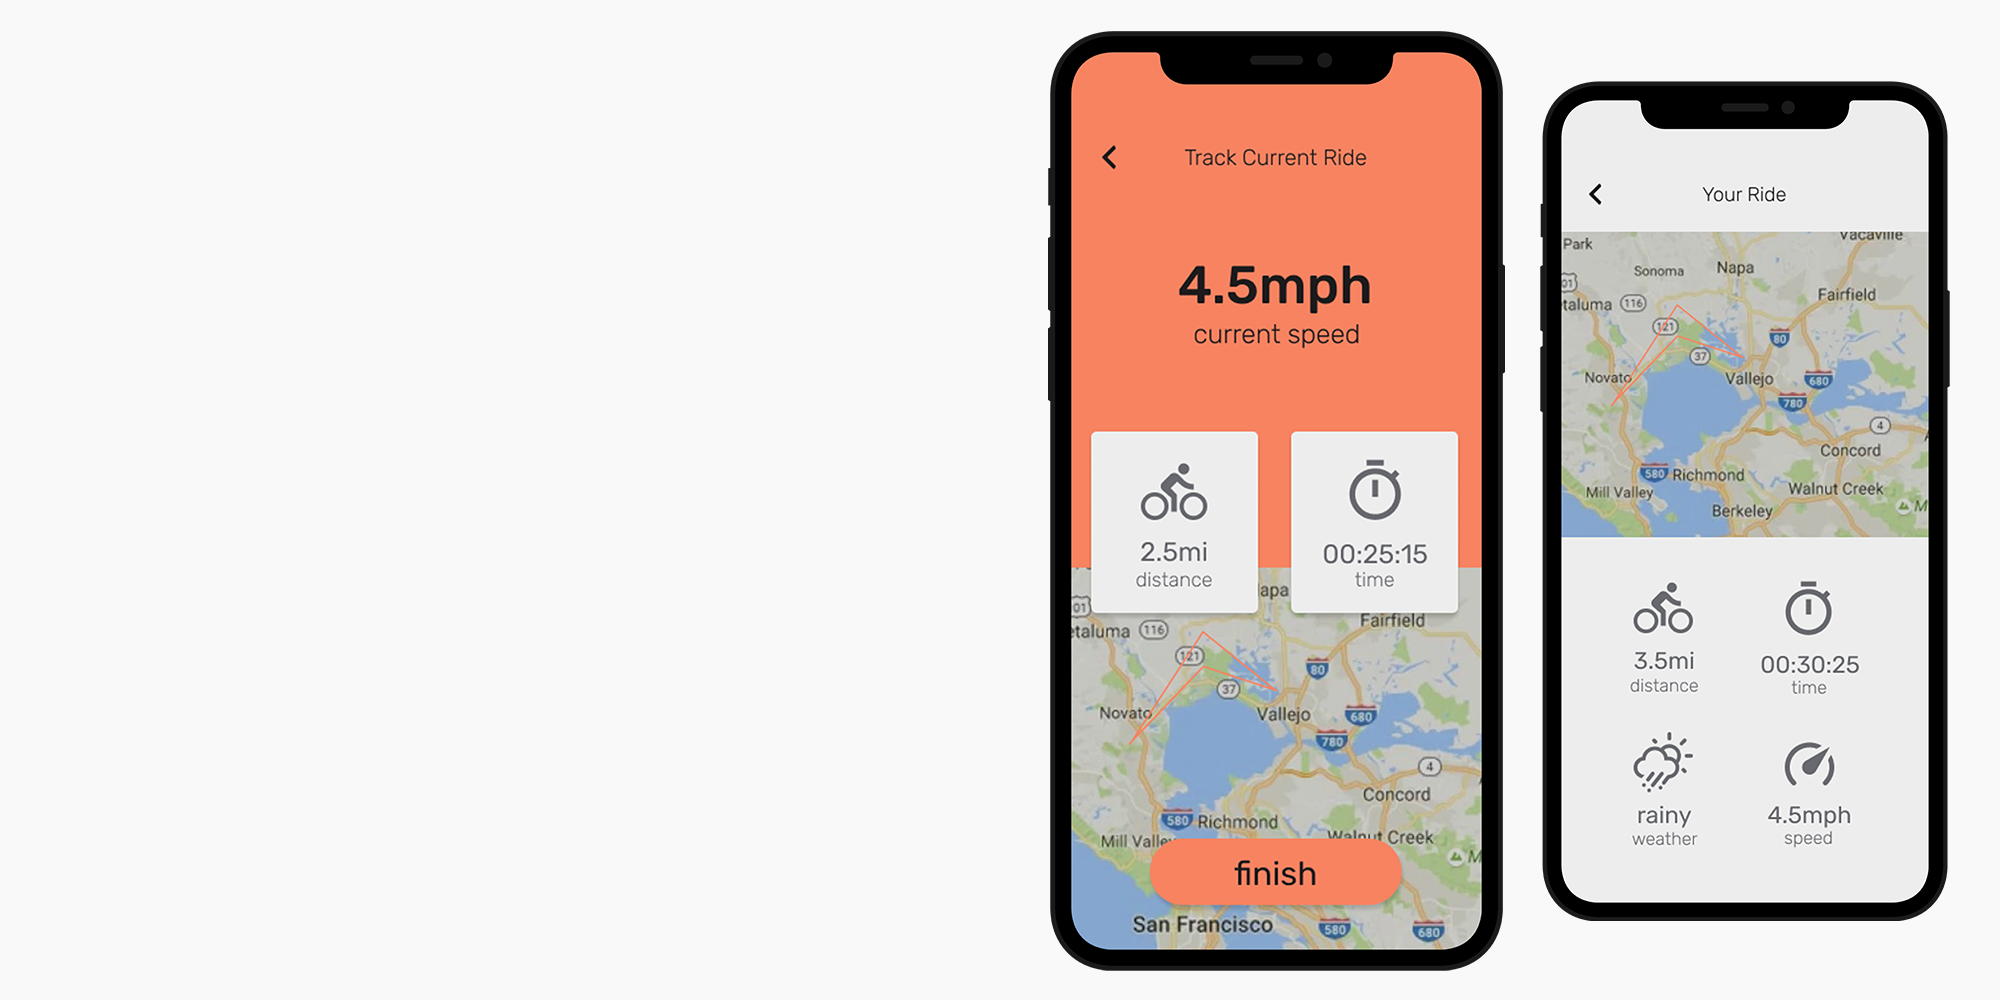 Track Current Ride
4.5mph
current speed
2.5mi
distance
00:25:15
time
apa
Fairfield
01
etaluma
116
121
80
37
Novato
Vallejo
680
780
4
Concord
580
Richmond
Mill Valley
Walnut Creek
M
finish
San Francisco
580
680
Your Ride
Park
Vacaville
Sonoma
Napa
01
Fairfield
taluma
116
121
80
37
Novato
Vallejo
680
780
4
Concord
580
Richmond
Mill Valley
Walnut Creek
Berkeley
M
3.5mi
distance
00:30:25
time
rainy
weather
4.5mph
speed